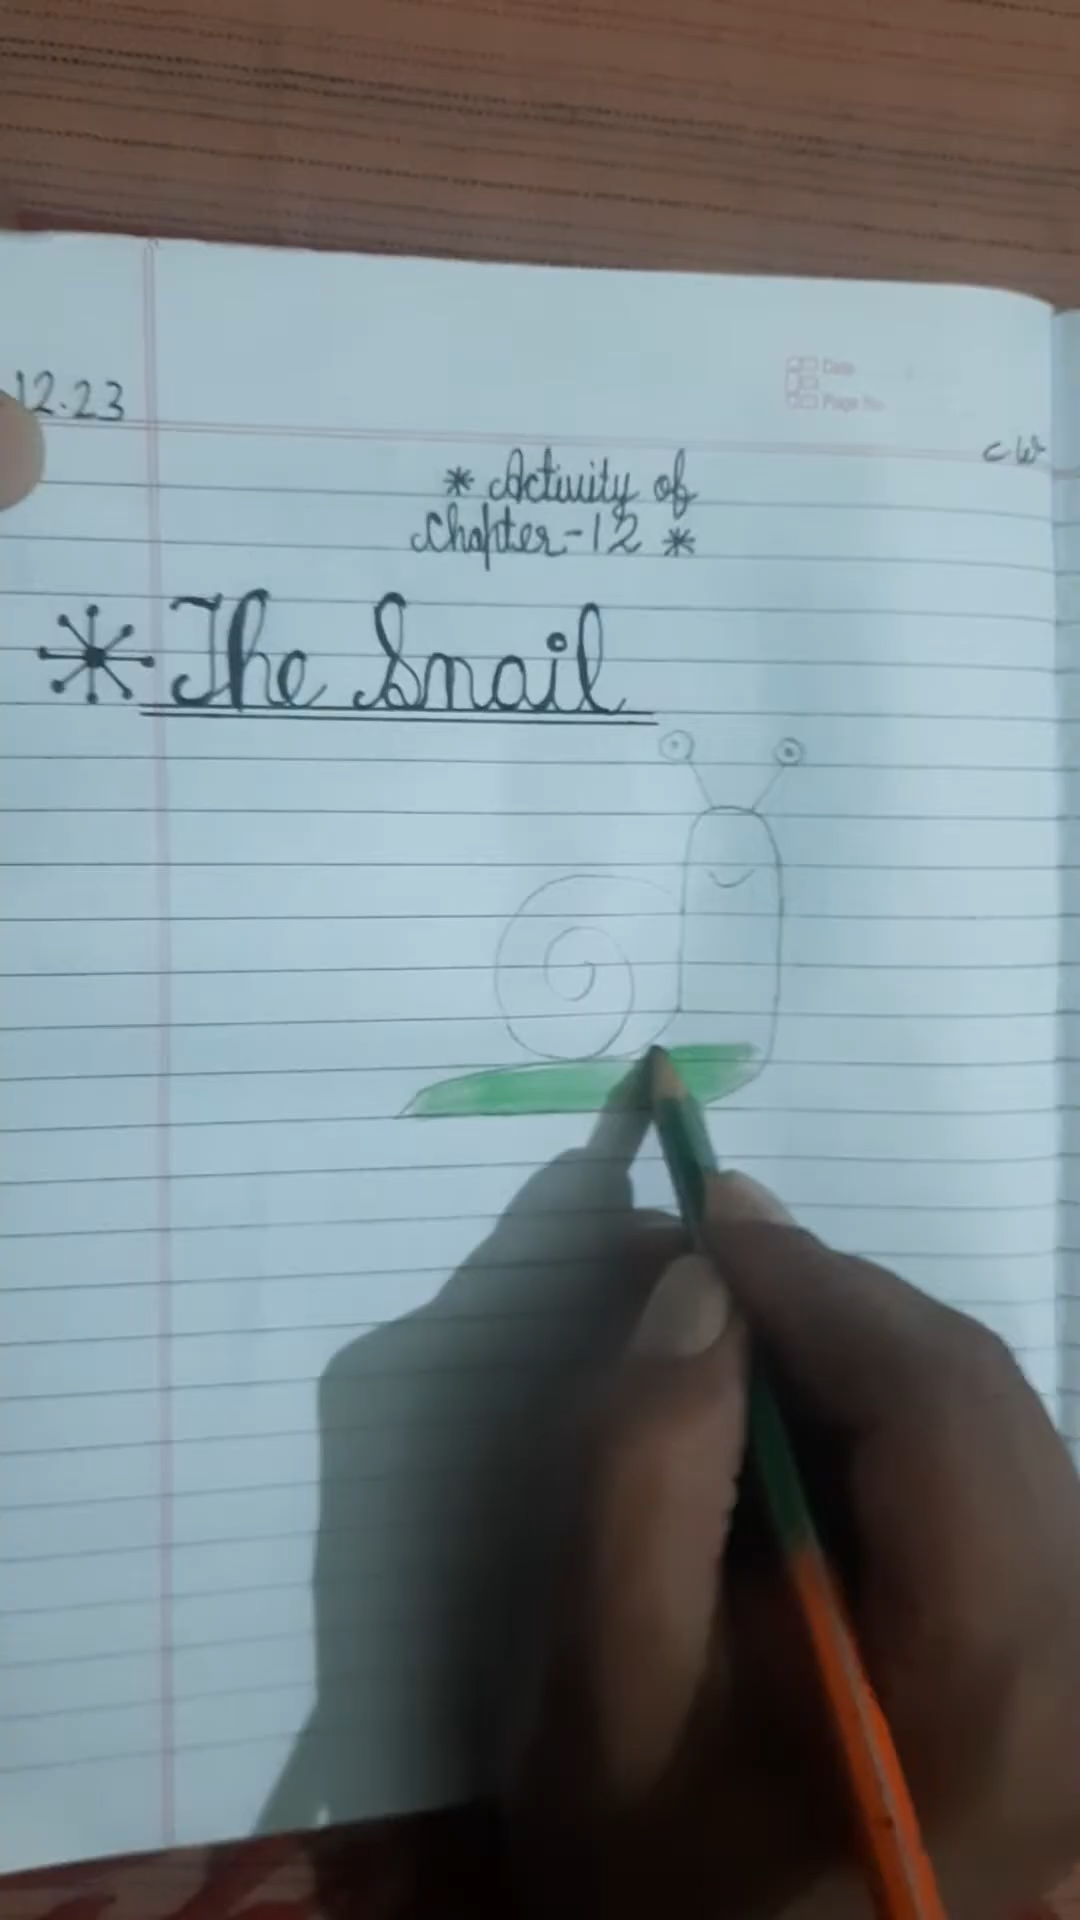 12.23
Date
Page No.
CW
* Activity of
Chapter-12 *
* The Snail